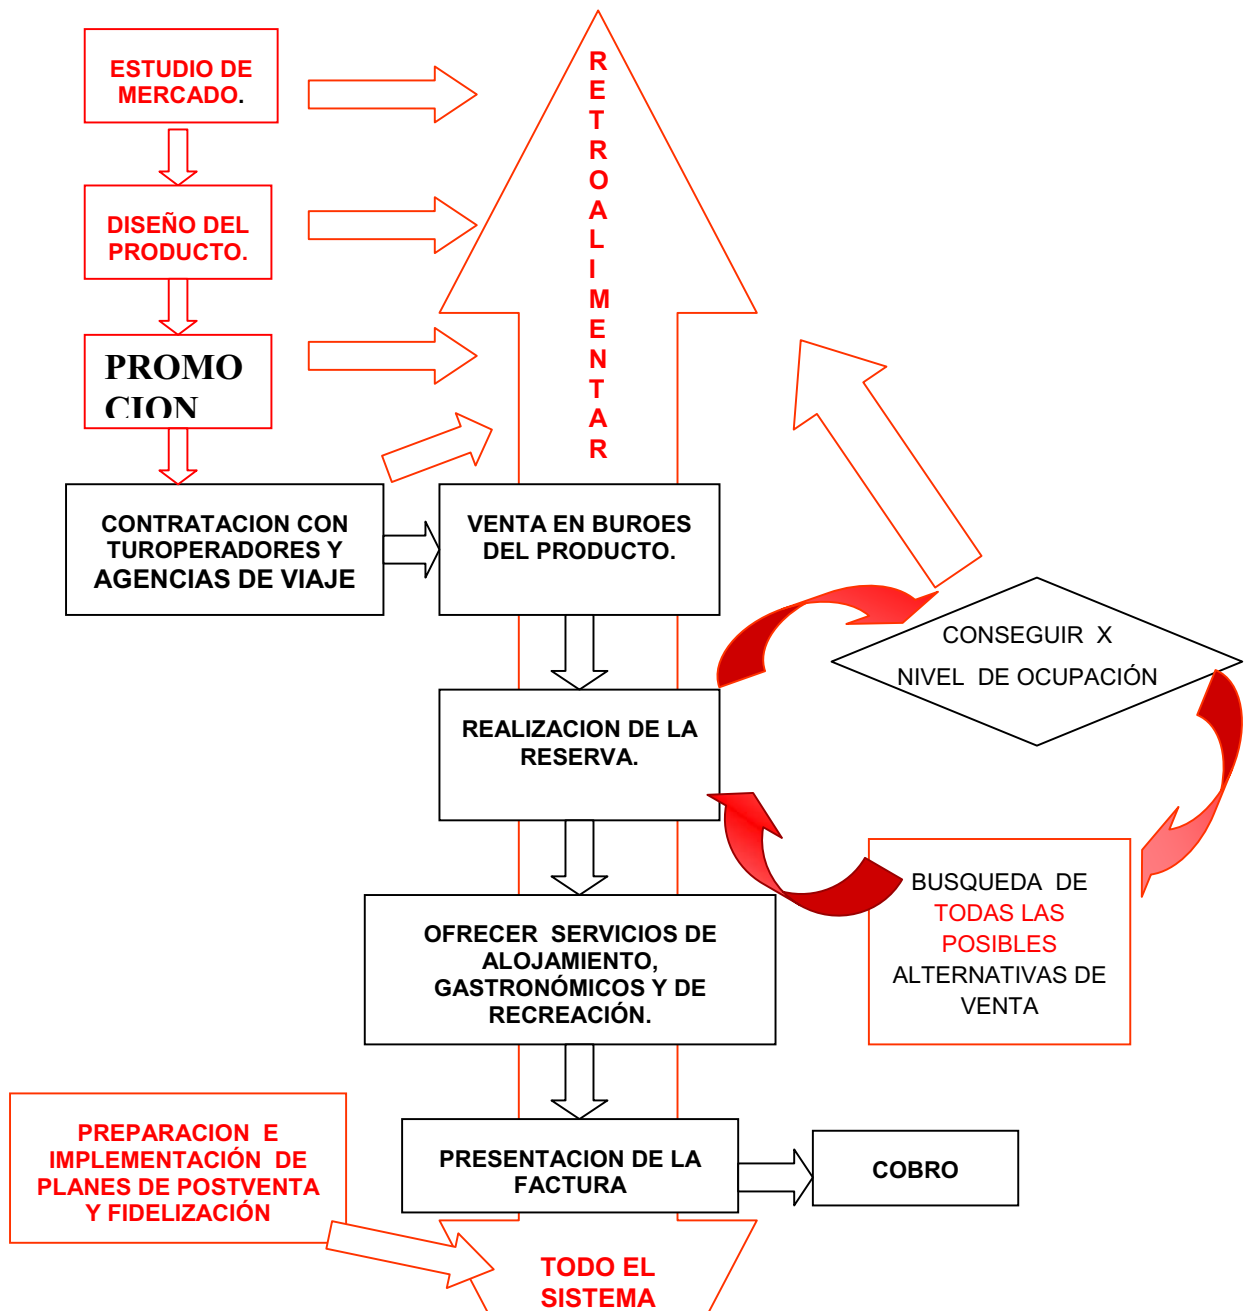 ESTUDIO DE
MERCADO.
DISEÑO DEL
PRODUCTO.
PROMO
CION
CONTRATACION CON
TUROPERADORES Y
AGENCIAS DE VIAJE
R
E
T
R
O
A
L
I
M
E
N
T
A
R
VENTA EN BUROES
DEL PRODUCTO.
REALIZACION DE LA
RESERVA.
CONSEGUIR X
NIVEL DE OCUPACIÓN
BUSQUEDA DE
TODAS LAS
POSIBLES
ALTERNATIVAS DE
VENTA
OFRECER SERVICIOS DE
ALOJAMIENTO,
GASTRONÓMICOS Y DE
RECREACIÓN.
PREPARACION E
IMPLEMENTACIÓN DE
PLANES DE POSTVENTA
Y FIDELIZACIÓN
PRESENTACION DE LA
FACTURA
COBRO
TODO EL
SISTEMA